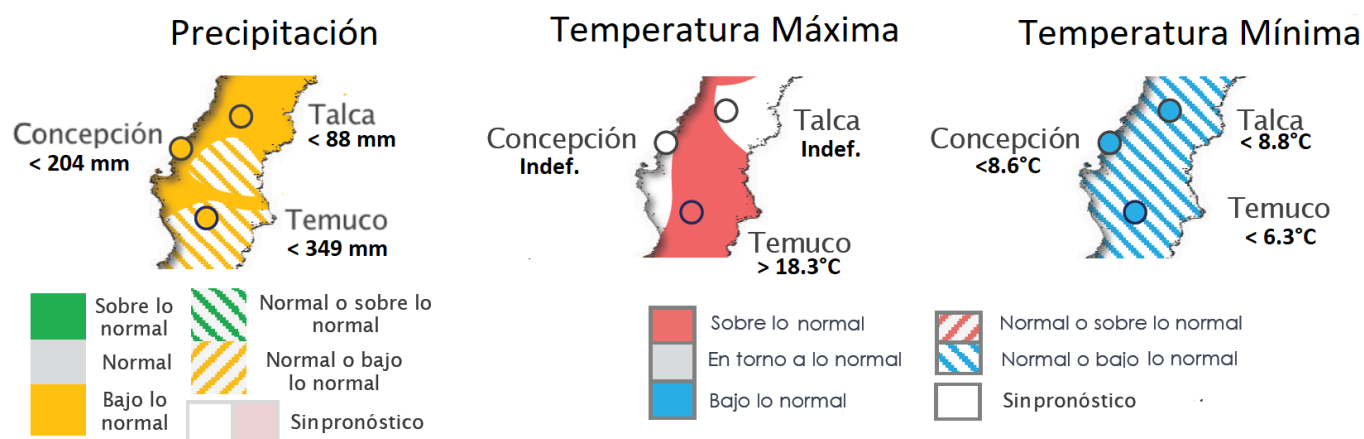 Precipitación
Temperatura Máxima
Temperatura Mínima
Concepción
< 204 mm
Talca
< 88 mm
Temuco
< 349 mm
Concepción
Indef.
Talca
Indef.
Temuco
> 18.3°C
Concepción
<8.6°C
Talca
< 8.8°C
Temuco
< 6.3°C
Sobre lo
normal
Normal
Bajo lo
normal
Normal o sobre lo
normal
Normal o bajo
lo normal
Sin pronóstico
Sobre lo normal
En torno a lo normal
Bajo lo normal
Normal o sobre lo normal
Normal o bajo lo normal
Sin pronóstico